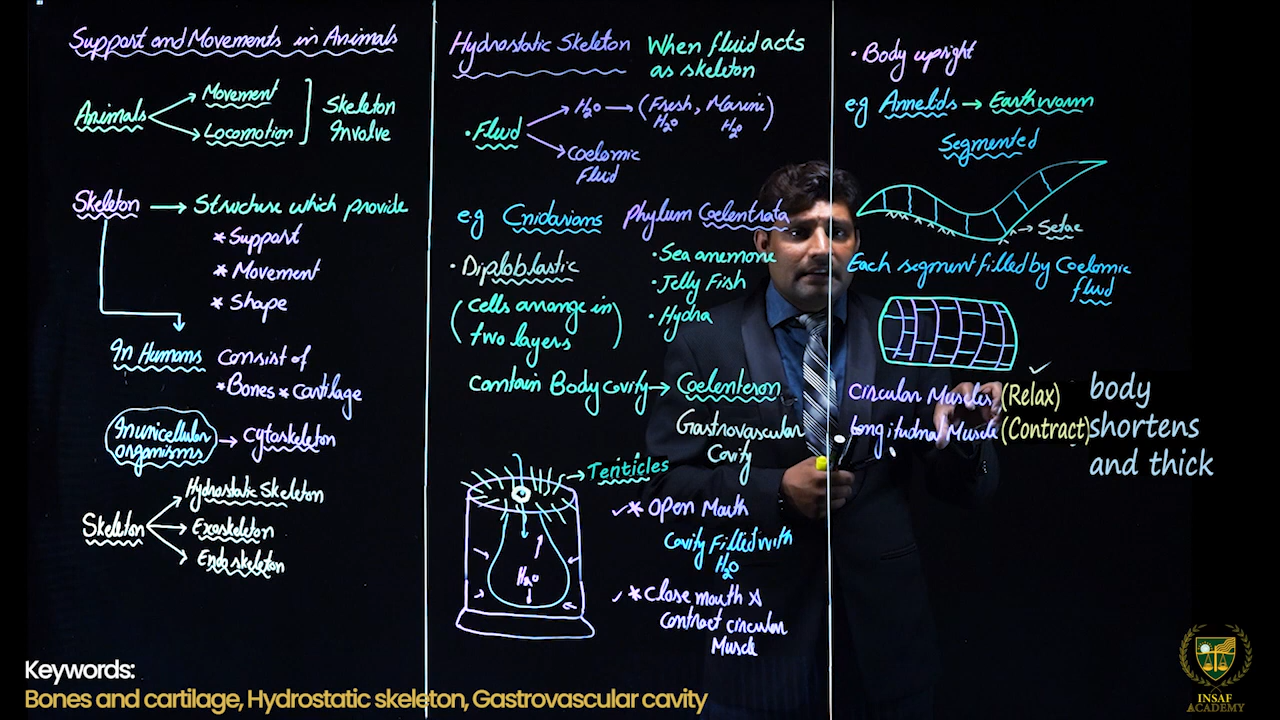 Support and Movements in Animals
Animals
Movement
Locomotion
Skeleton
Involve
Skeleton → Structure which provide
* Support
* Movement
* Shape
In Humans consist of
* Bones * cartilage
In unicellular
organisms → Cytoskeleton
Skeleton
Hydrostatic Skeleton
Exoskeleton
Endoskeleton
Hydrostatic Skeleton When fluid acts
as skeleton
• Fluid
H2O → (Fresh, Marine)
H2O H2O
Coelomic
Fluid
e.g Cnidarians Phylum Coelentrata
• Diploblastic
(cells arrange in
two layers)
• Sea anemone
• Jelly Fish
• Hydra
contain Body cavity → Coelenteron
Gastrovascular
Cavity
Tenticles
H2O
* Open Mouth
Cavity Filled with
H2O
* Close mouth &
contract circular
Muscle
• Body upright
e.g Annelids → Earthworm
Segmented
→ Setae
Each segment filled by Coelomic
fluid
Circular Muscles (Relax)
Longitudnal Muscle (Contract)
body
shortens
and thick
Keywords:
Bones and cartilage, Hydrostatic skeleton, Gastrovascular cavity
INSAF
ACADEMY